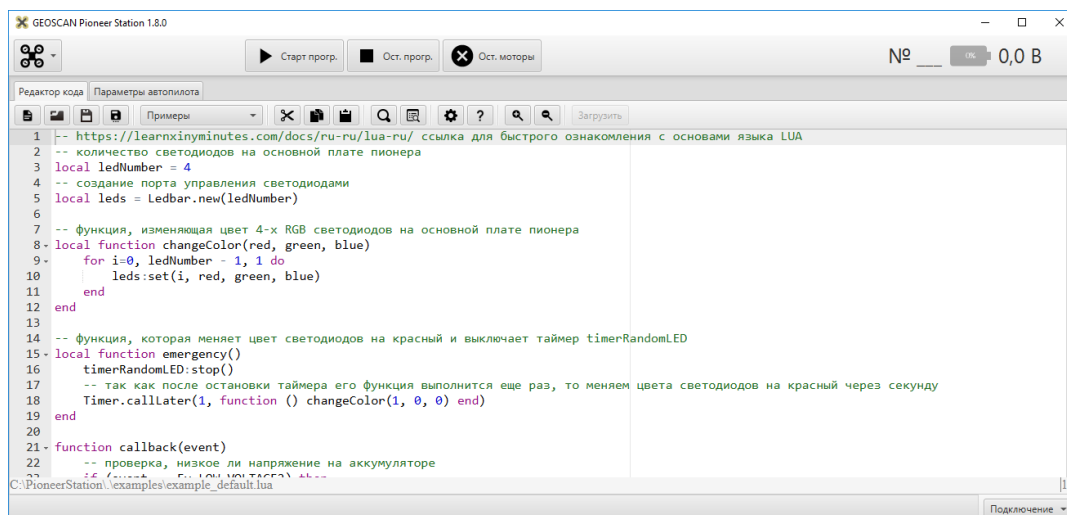 GEOSCAN Pioneer Station 1.8.0
Старт прогр. Ост. прогр. Ост. моторы № ___ 0% 0,0 В
Редактор кода Параметры автопилота
Примеры ? Загрузить
1 -- https://learnxinyminutes.com/docs/ru-ru/lua-ru/ ссылка для быстрого ознакомления с основами языка LUA
2 -- количество светодиодов на основной плате пионера
3 local ledNumber = 4
4 -- создание порта управления светодиодами
5 local leds = Ledbar.new(ledNumber)
6
7 -- функция, изменяющая цвет 4-х RGB светодиодов на основной плате пионера
8 local function changeColor(red, green, blue)
9 for i=0, ledNumber - 1, 1 do
10 leds:set(i, red, green, blue)
11 end
12 end
13
14 -- функция, которая меняет цвет светодиодов на красный и выключает таймер timerRandomLED
15 local function emergency()
16 timerRandomLED:stop()
17 -- так как после остановки таймера его функция выполнится еще раз, то меняем цвета светодиодов на красный через секунду
18 Timer.callLater(1, function () changeColor(1, 0, 0) end)
19 end
20
21 function callback(event)
22 -- проверка, низкое ли напряжение на аккумуляторе
C:\PioneerStation\.\examples\example_default.lua
Подключение